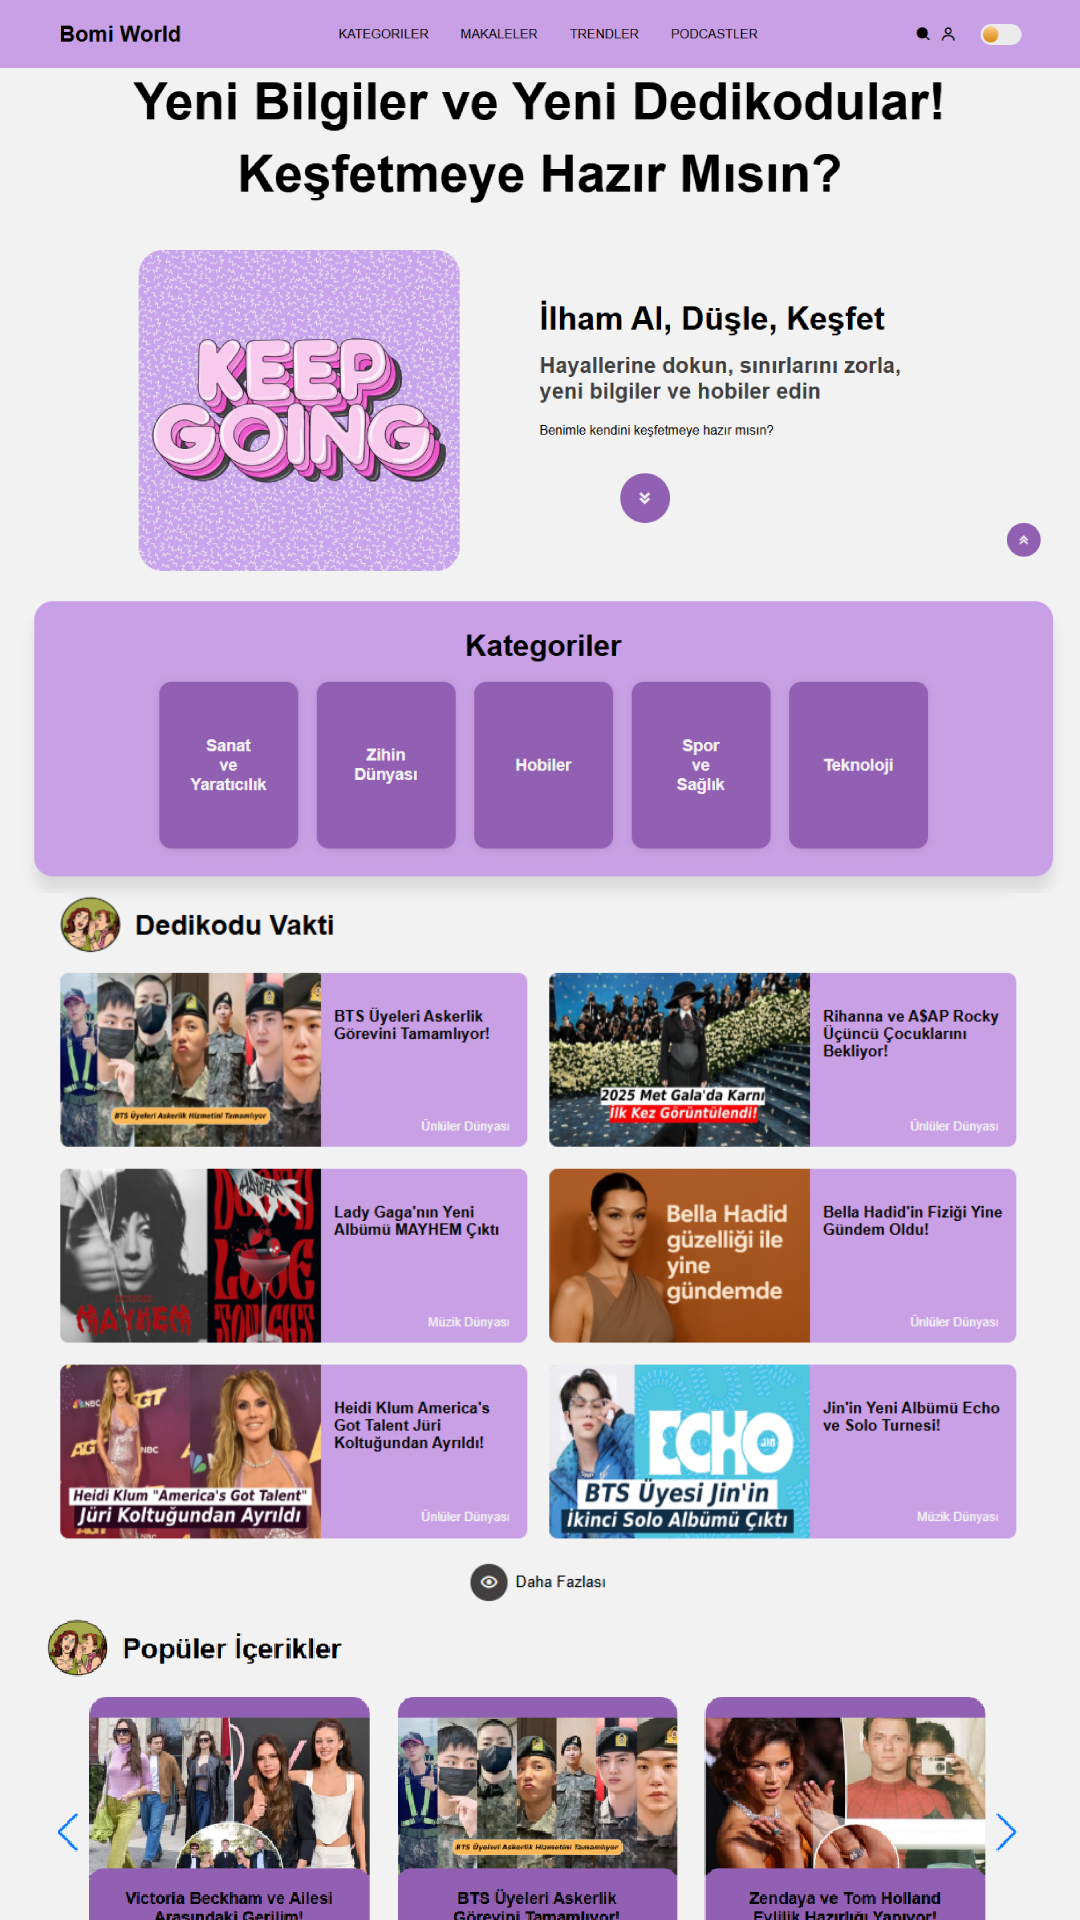 Bomi World
KATEGORILER
MAKALELER
TRENDLER
PODCASTLER
Yeni Bilgiler ve Yeni Dedikodular!
Keşfetmeye Hazır Mısın?
KEEP
GOING
İlham Al, Düşle, Keşfet
Hayallerine dokun, sınırlarını zorla,
yeni bilgiler ve hobiler edin
Benimle kendini keşfetmeye hazır mısın?
Kategoriler
Sanat
ve
Yaratıcılık
Zihin
Dünyası
Hobiler
Spor
ve
Sağlık
Teknoloji
Dedikodu Vakti
BTS Üyeleri Askerlik Hizmetini Tamamlıyor
BTS Üyeleri Askerlik
Görevini Tamamlıyor!
Ünlüler Dünyası
2025 Met Gala'da Karnı
İlk Kez Görüntülendi!
Rihanna ve A$AP Rocky
Üçüncü Çocuklarını
Bekliyor!
Ünlüler Dünyası
MAYHEM
Lady Gaga'nın Yeni
Albümü MAYHEM Çıktı
Müzik Dünyası
Bella Hadid
güzelliği ile
yine
gündemde
Bella Hadid'in Fiziği Yine
Gündem Oldu!
Ünlüler Dünyası
NBC
AGT
NBC
AGT
Heidi Klum "America's Got Talent"
Jüri Koltuğundan Ayrıldı
Heidi Klum America's
Got Talent Jüri
Koltuğundan Ayrıldı!
Ünlüler Dünyası
ECHO
JIN
BTS Üyesi Jin'in
İkinci Solo Albümü Çıktı
Jin'in Yeni Albümü Echo
ve Solo Turnesi!
Müzik Dünyası
Daha Fazlası
Popüler İçerikler
Victoria Beckham ve Ailesi
Arasındaki Gerilim!
BTS Üyeleri Askerlik Hizmetini Tamamlıyor
BTS Üyeleri Askerlik
Görevini Tamamlıyor!
Zendaya ve Tom Holland
Evlilik Hazırlığı Yapıyor!